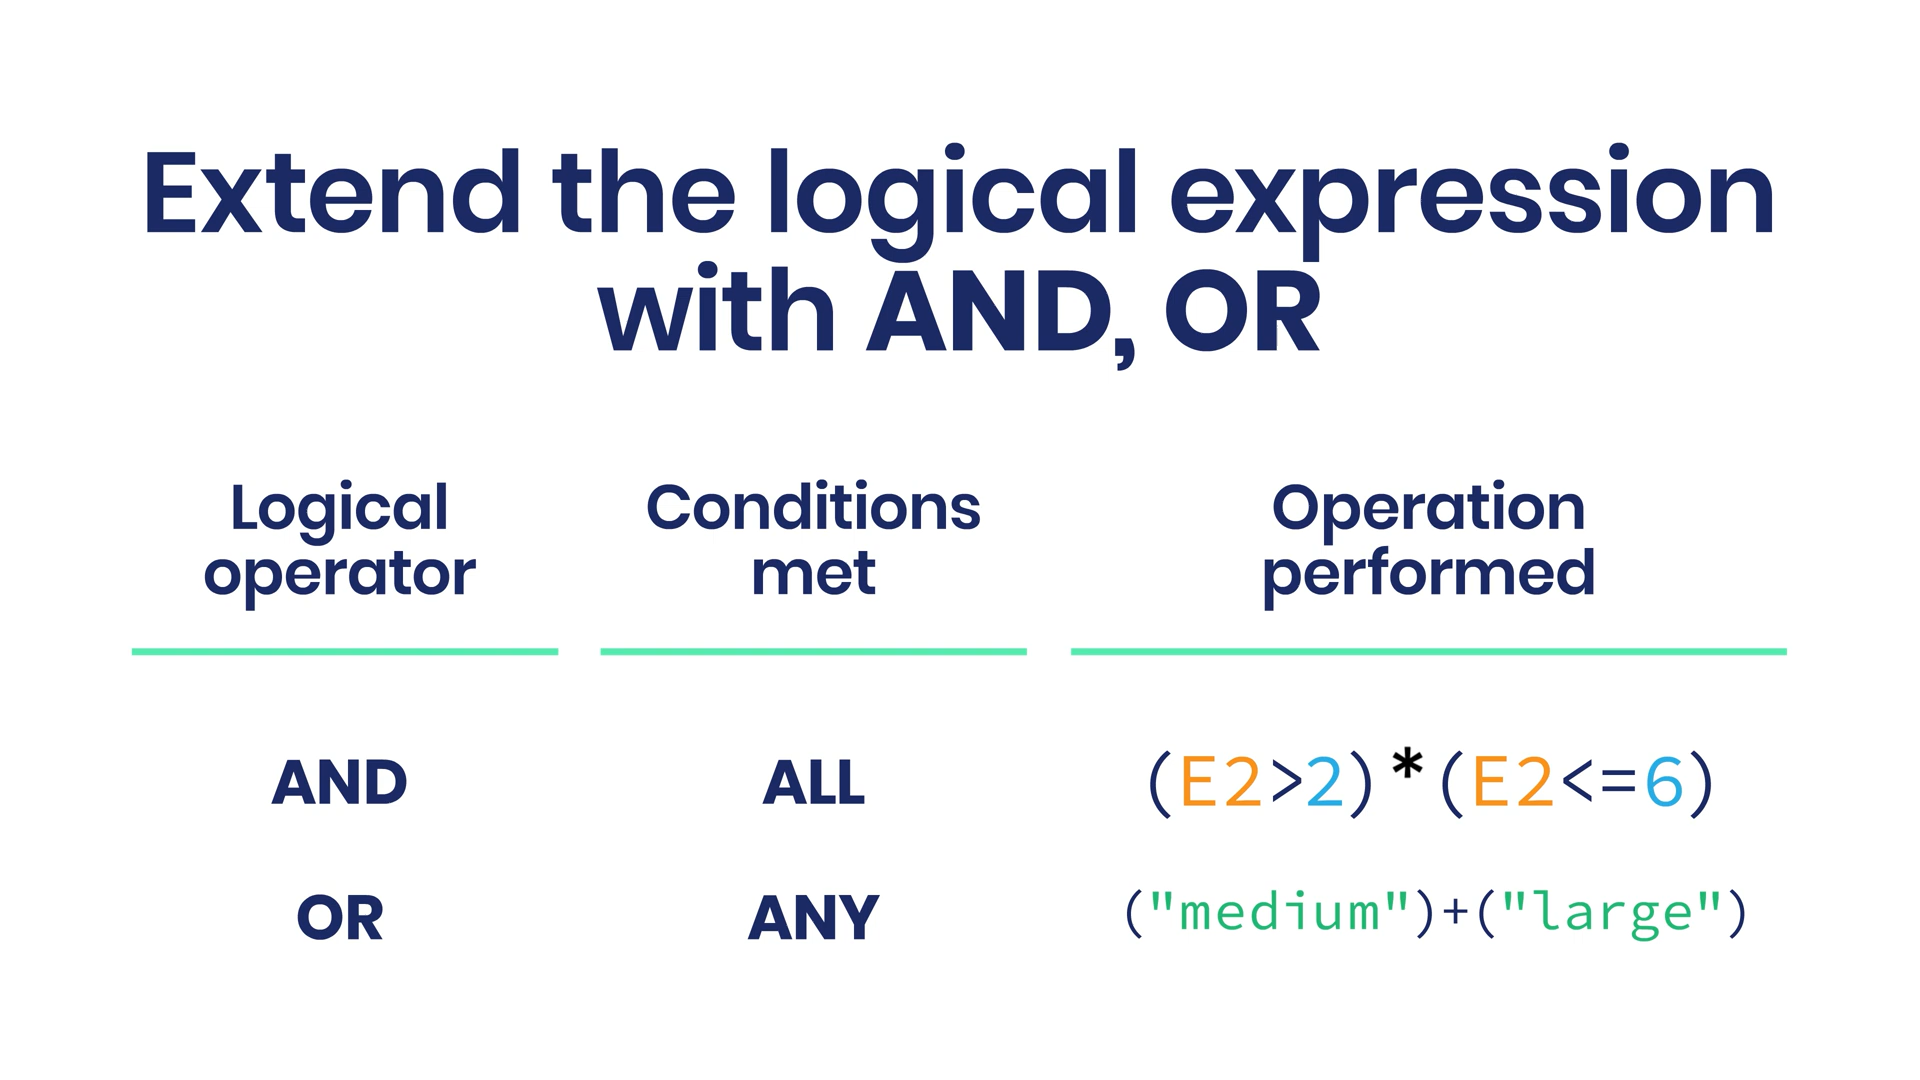 Extend the logical expression
with AND, OR
Logical
operator
Conditions
met
Operation
performed
AND
ALL
(E2>2)*(E2<=6)
OR
ANY
("medium")+("large")